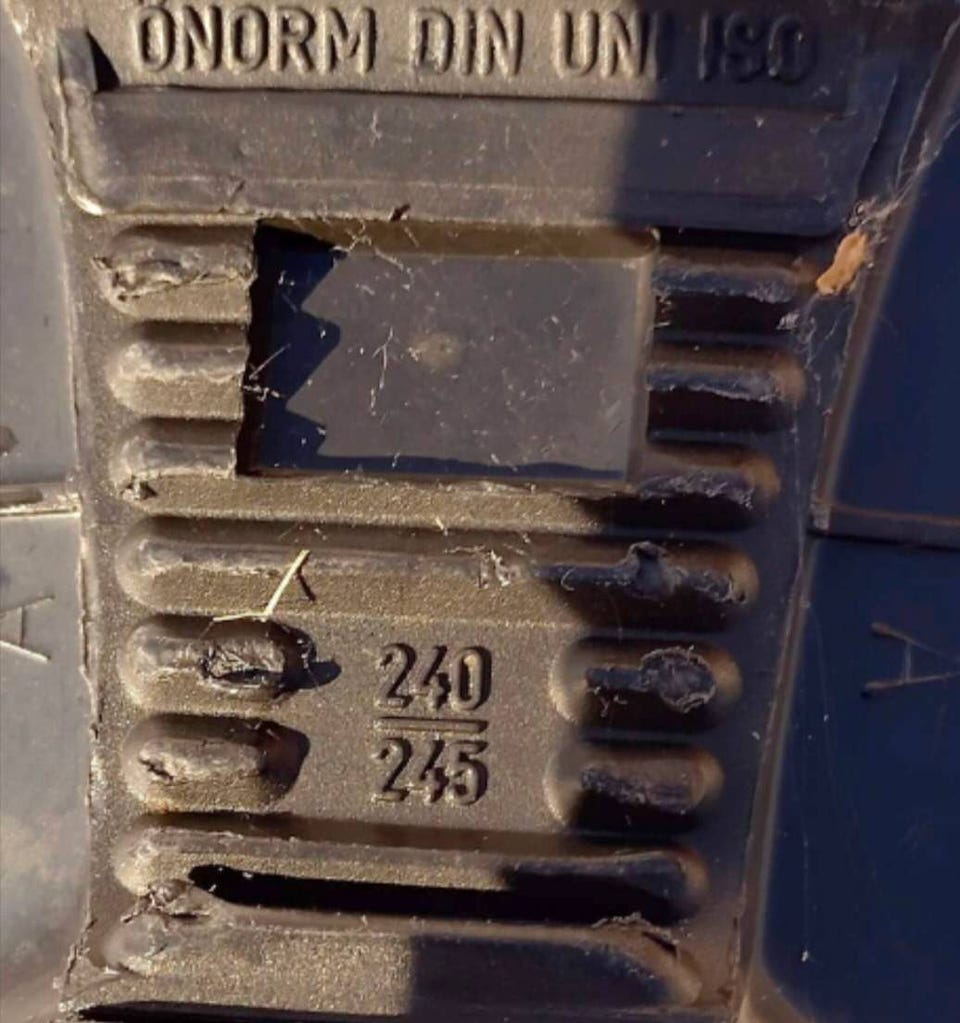 ÖNORM DIN UNI ISO
240
245
A A